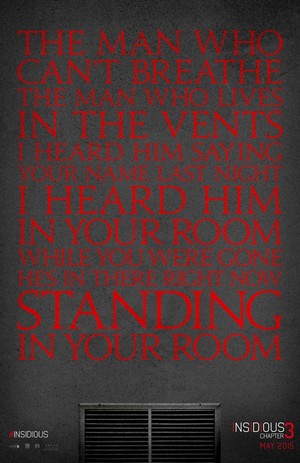 THE MAN WHO
CAN'T BREATHE
THE MAN WHO LIVES
IN THE VENTS
I HEARD HIM SAYING
YOUR NAME LAST NIGHT
I HEARD HIM
IN YOUR ROOM
WHILE YOU WERE GONE
HE'S IN THERE RIGHT NOW
STANDING
IN YOUR ROOM
#INSIDIOUS
INSIDIOUS
CHAPTER 3
MAY 2015